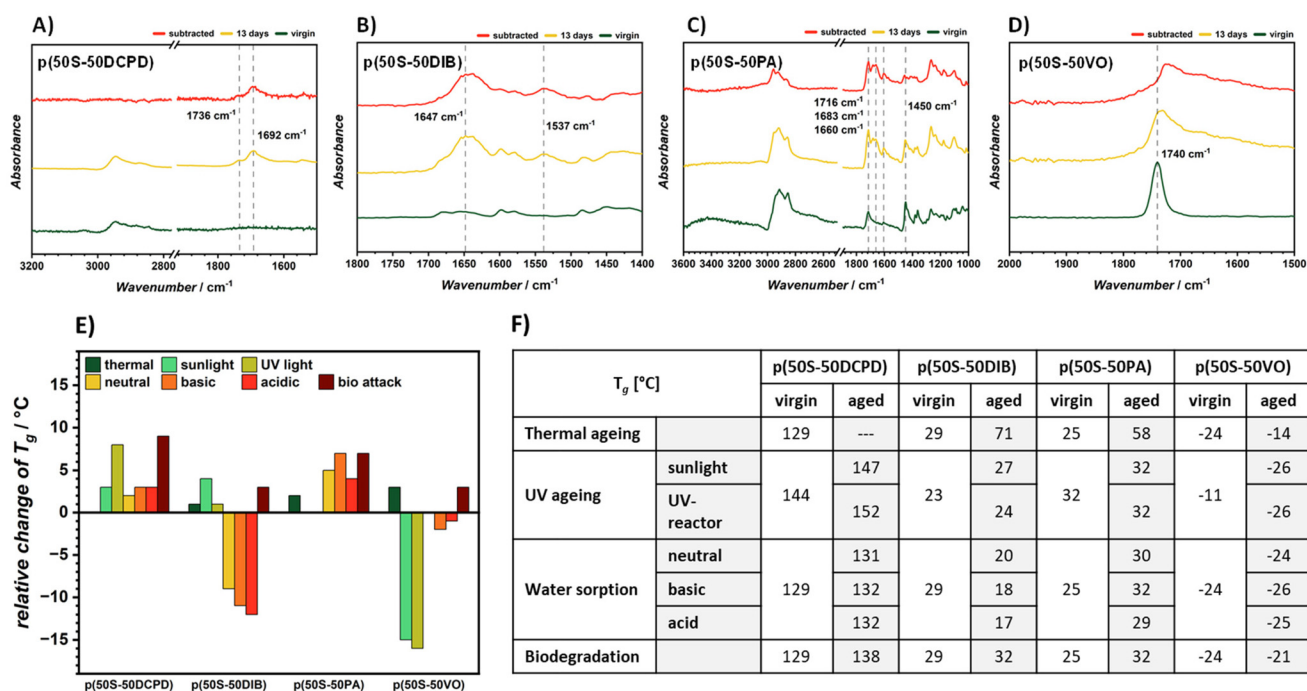 A)
subtracted 13 days virgin
p(50S-50DCPD)
1736 cm⁻¹
1692 cm⁻¹
Absorbance
3200 3000 2800 1600
Wavenumber / cm⁻¹
B)
subtracted 13 days virgin
p(50S-50DIB)
1647 cm⁻¹
1537 cm⁻¹
Absorbance
1800 1700 1650 1600 1550 1500 1450 1400
Wavenumber / cm⁻¹
C)
subtracted 13 days virgin
p(50S-50PA)
1716 cm⁻¹
1683 cm⁻¹
1660 cm⁻¹
1450 cm⁻¹
Absorbance
3600 3400 3200 3000 2800 2600 1800 1600 1400 1200 1000
Wavenumber / cm⁻¹
D)
subtracted 13 days virgin
p(50S-50VO)
1740 cm⁻¹
Absorbance
2000 1900 1800 1700 1600 1500
Wavenumber / cm⁻¹
E)
thermal sunlight UV light
neutral basic acidic bio attack
relative change of Tg / °C
15
10
5
0
−5
−10
−15
p(50S-50DCPD) p(50S-50DIB) p(50S-50PA) p(50S-50VO)
F)
Tg [°C] p(50S-50DCPD) p(50S-50DIB) p(50S-50PA) p(50S-50VO)
virgin aged virgin aged virgin aged virgin aged
Thermal ageing 129 --- 29 71 25 58 -24 -14
UV ageing sunlight 144 147 23 27 32 32 -11 -26
UV-
reactor 152 24 32 -26
Water sorption neutral 129 131 29 20 25 30 -24 -24
basic 132 18 32 -26
acid 132 17 29 -25
Biodegradation 129 138 29 32 25 32 -24 -21